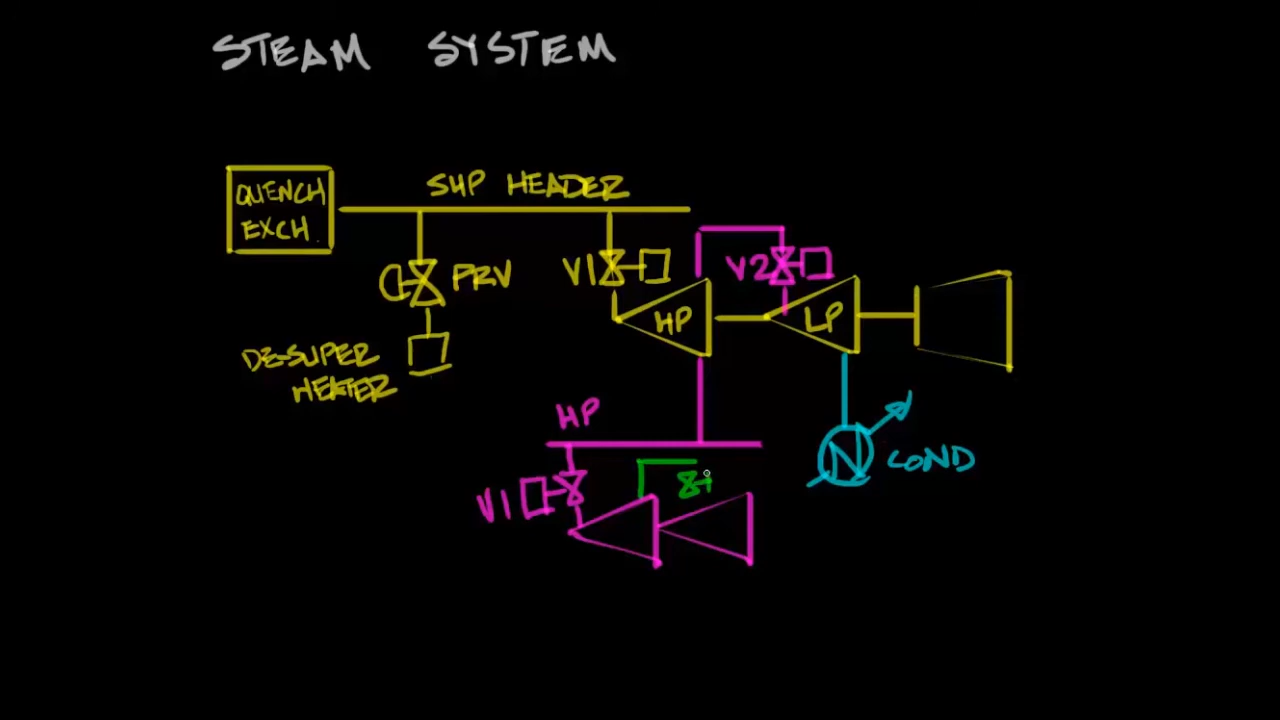 STEAM SYSTEM
QUENCH
EXCH.
SHP HEADER
PRV
V1
V2
HP
LP
DE-SUPER
HEATER
HP
COND
V1